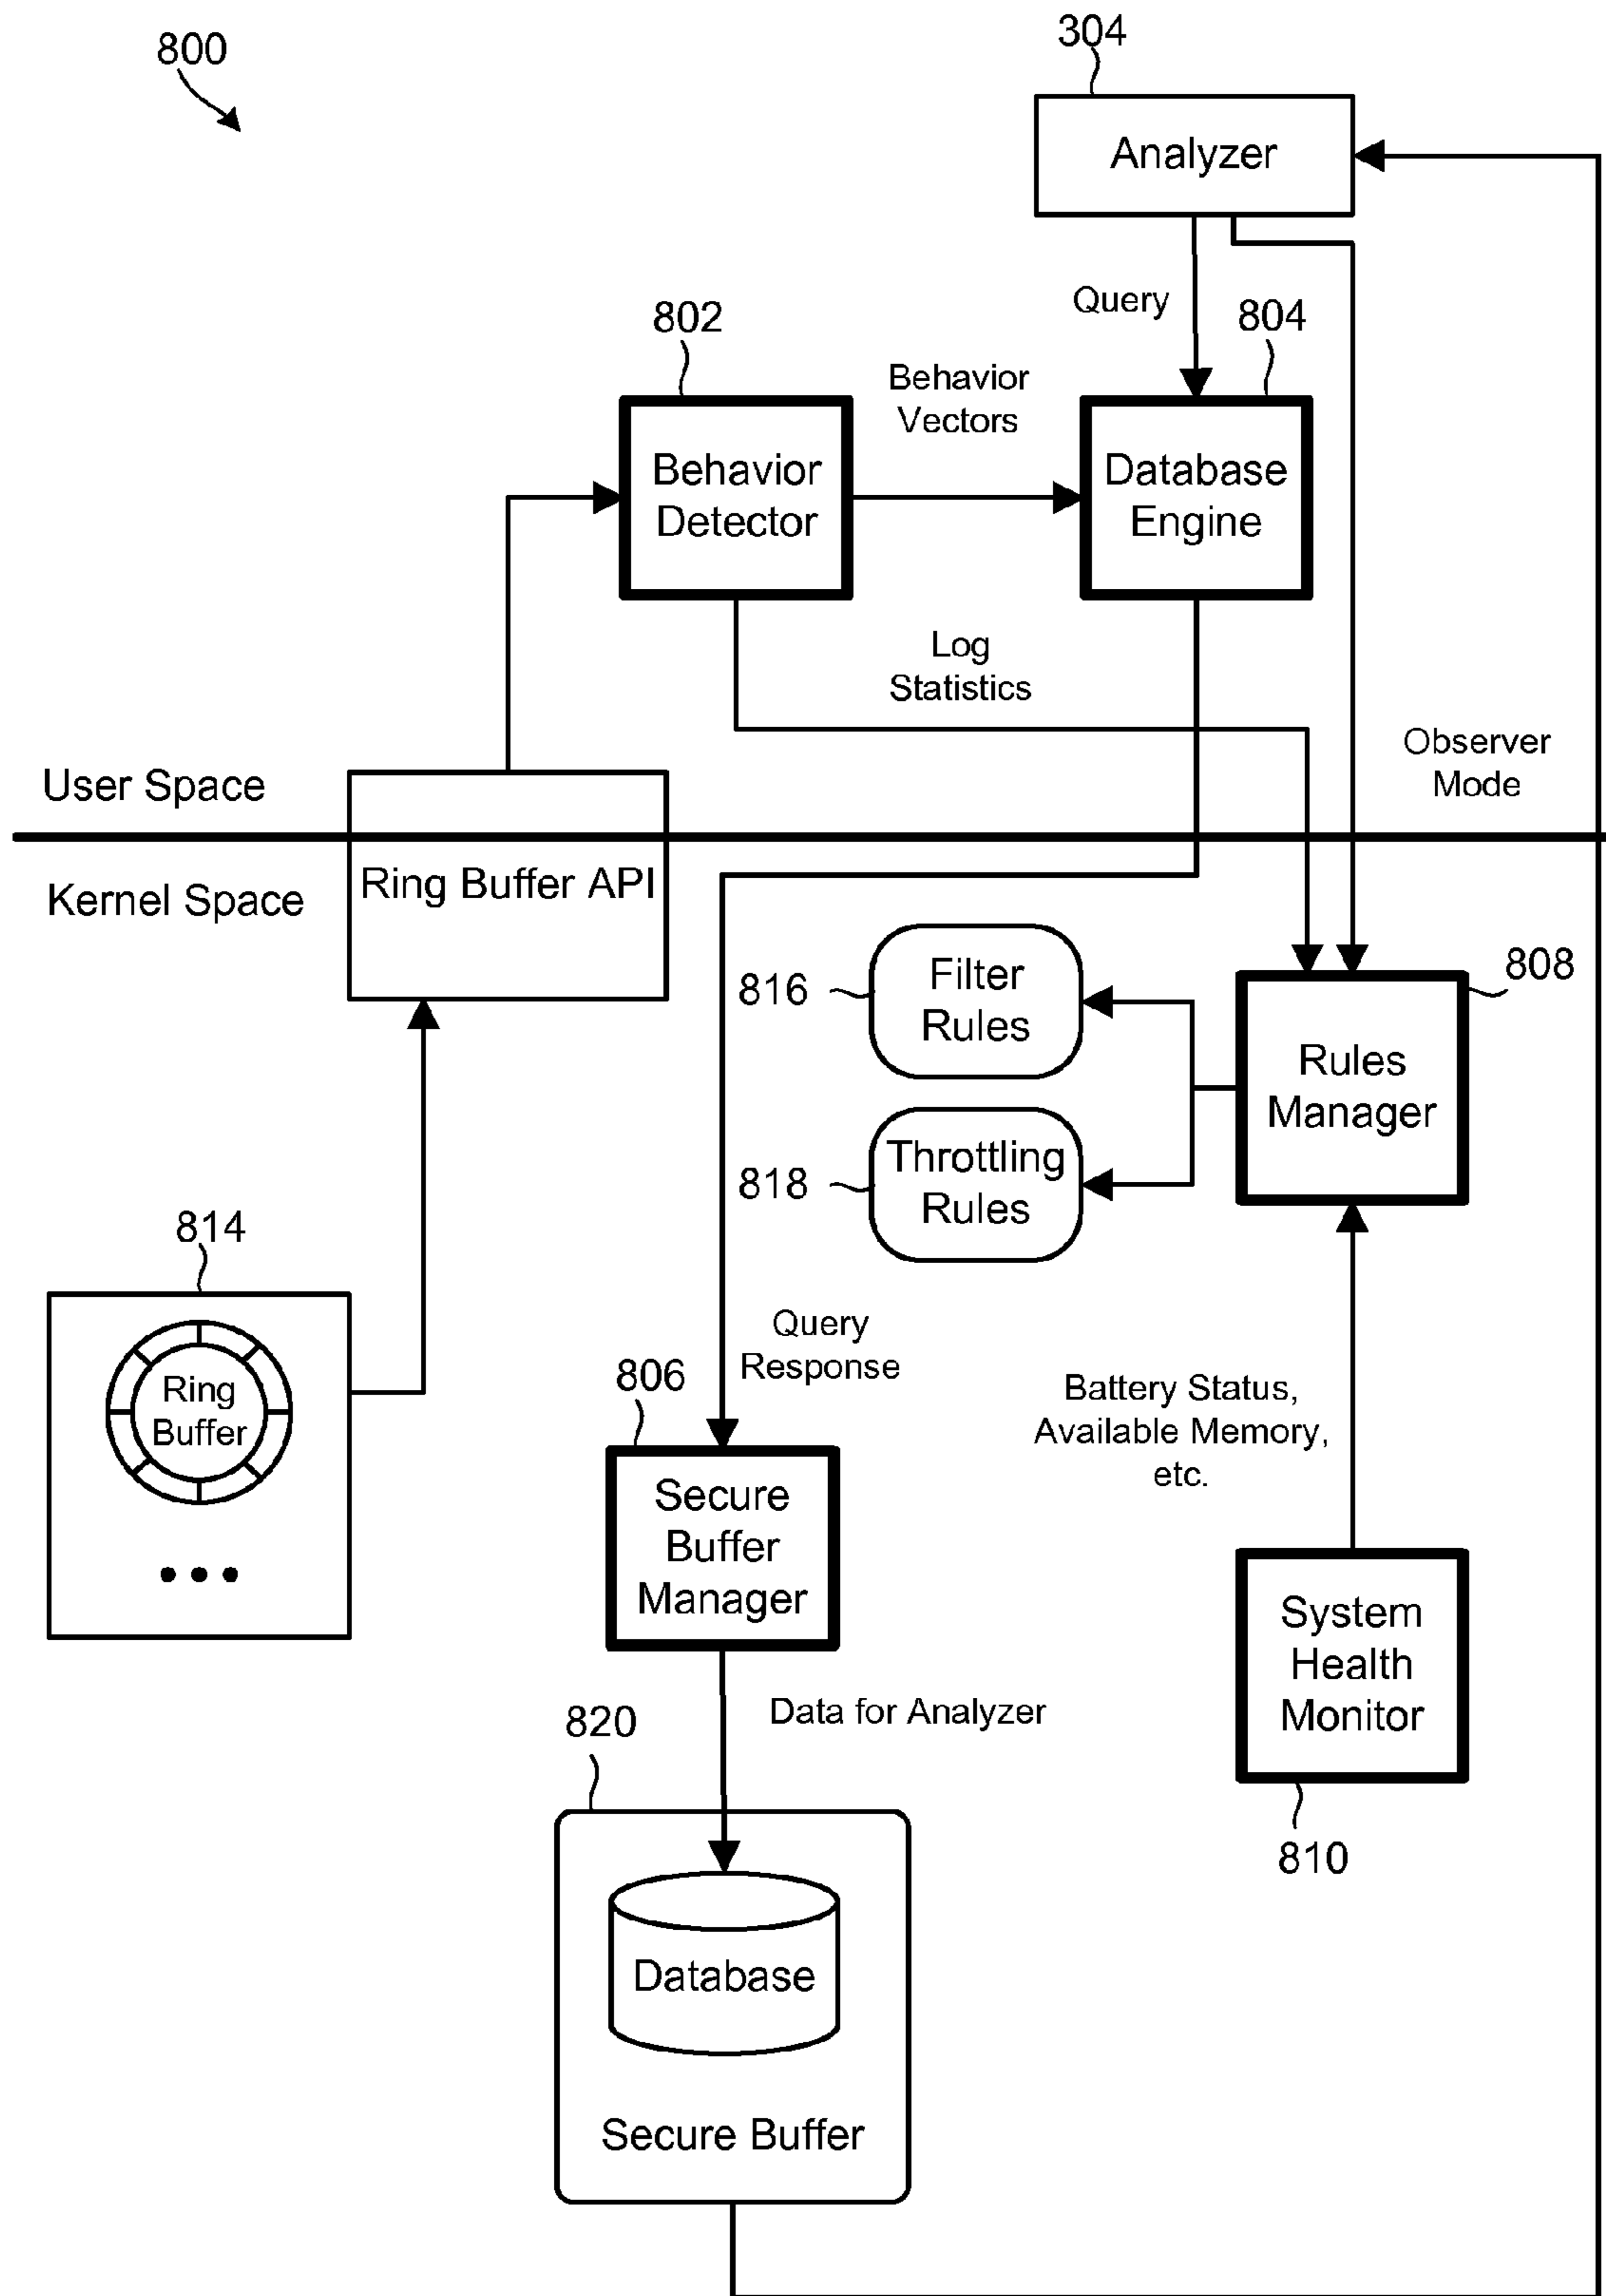 800
304
Analyzer
Query
804
802
Behavior
Vectors
Behavior
Detector
Database
Engine
Log
Statistics
Observer
Mode
User Space
Kernel Space
Ring Buffer API
808
816
Filter
Rules
Rules
Manager
818
Throttling
Rules
814
Ring
Buffer
Query
Response
806
Battery Status,
Available Memory,
etc.
Secure
Buffer
Manager
System
Health
Monitor
Data for Analyzer
820
810
Database
Secure Buffer